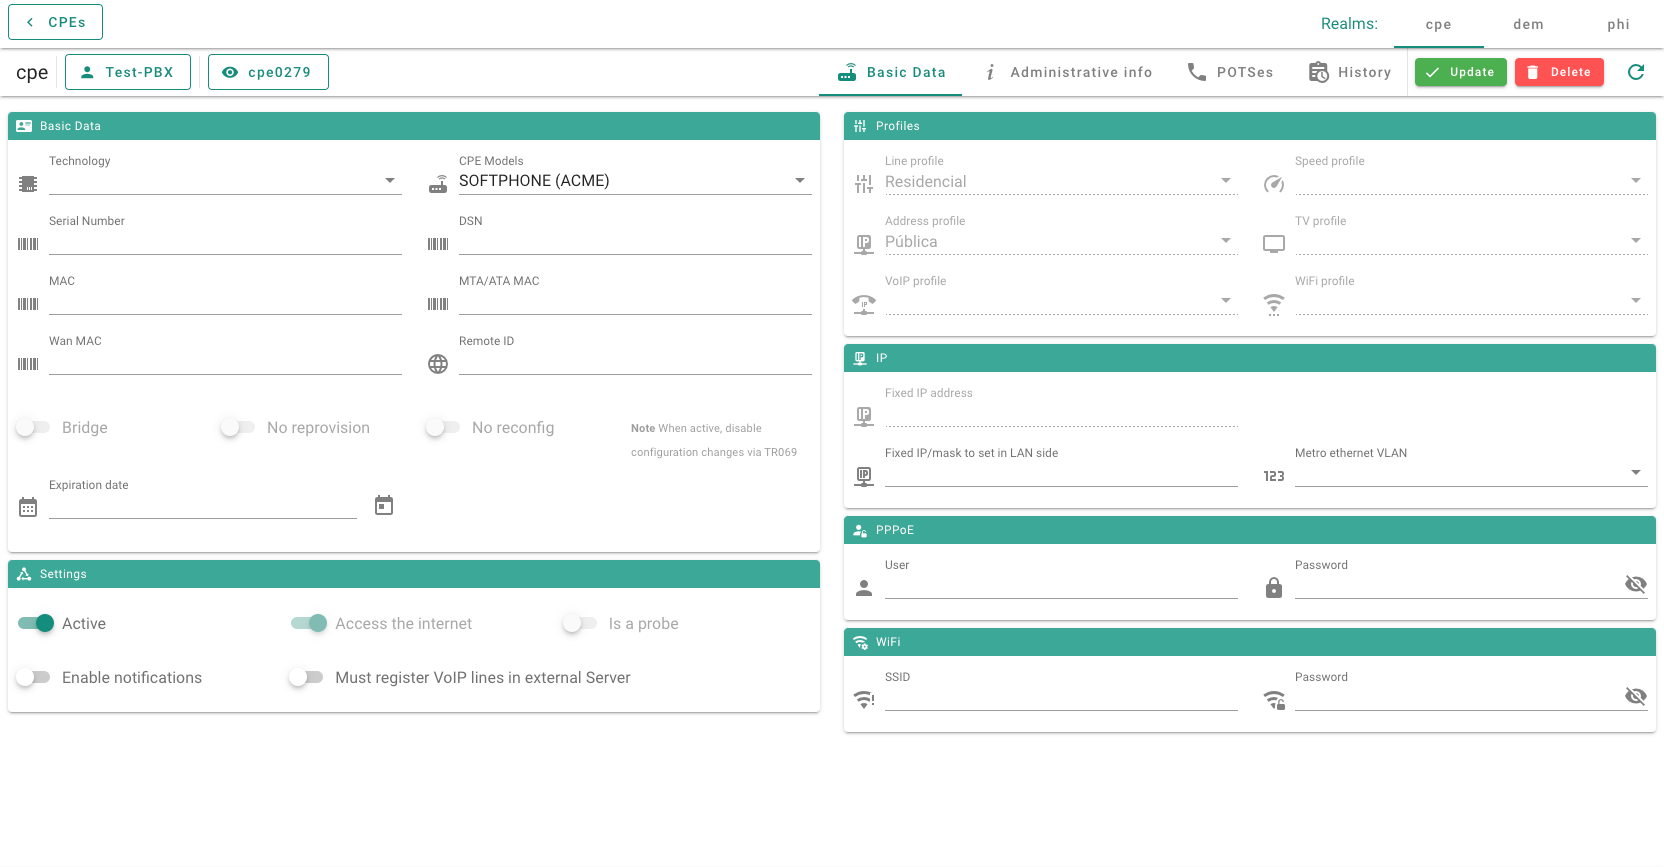 CPEs
Realms:
cpe
dem
phi
cpe
Test-PBX
cpe0279
Basic Data
Administrative info
POTSes
History
Update
Delete
Basic Data
Technology
CPE Models
SOFTPHONE (ACME)
Serial Number
DSN
MAC
MTA/ATA MAC
Wan MAC
Remote ID
Bridge
No reprovision
No reconfig
Note When active, disable
configuration changes via TR069
Expiration date
Settings
Active
Access the internet
Is a probe
Enable notifications
Must register VoIP lines in external Server
Profiles
Line profile
Residencial
Speed profile
Address profile
Pública
TV profile
VoIP profile
WiFi profile
IP
Fixed IP address
Fixed IP/mask to set in LAN side
Metro ethernet VLAN
123
PPPoE
User
Password
WiFi
SSID
Password